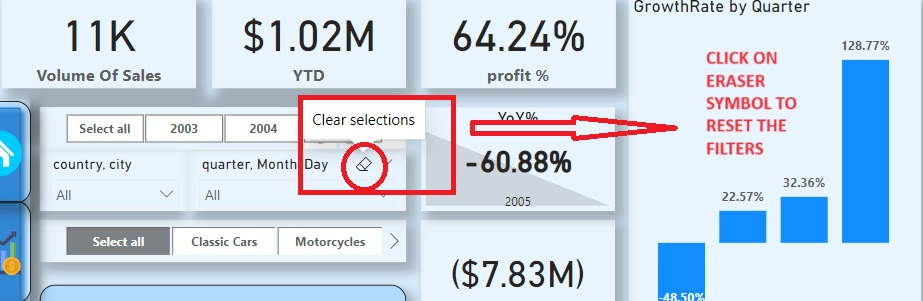 11K
Volume Of Sales
$1.02M
YTD
64.24%
profit %
GrowthRate by Quarter
Select all
2003
2004
Clear selections
country, city
All
quarter, Month, Day
All
Select all
Classic Cars
Motorcycles
YoY%
-60.88%
2005
($7.83M)
CLICK ON
ERASER
SYMBOL TO
RESET THE
FILTERS
-48.50%
22.57%
32.36%
128.77%